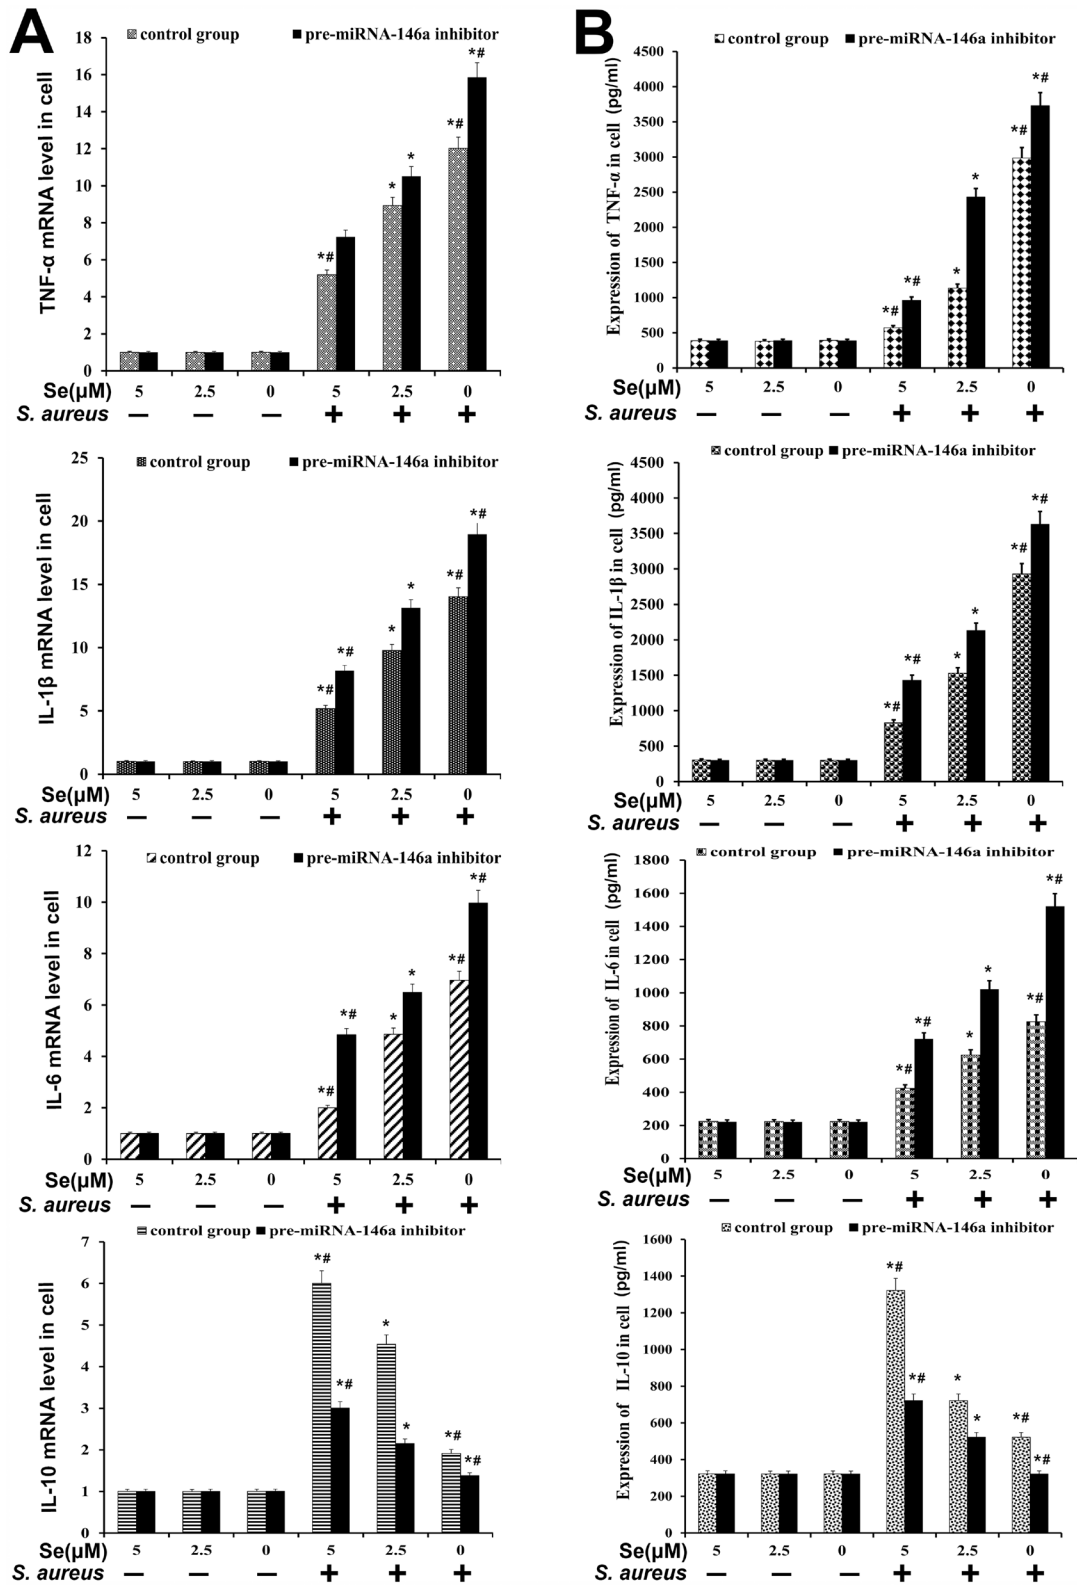 A
control group pre-miRNA-146a inhibitor
TNF-α mRNA level in cell
18
16
14
12
10
8
6
4
2
0
*# *# * * *# *#
Se(μM) 5 2.5 0 5 2.5 0
S. aureus — — — + + +
control group pre-miRNA-146a inhibitor
IL-1β mRNA level in cell
25
20
15
10
5
0
*# *# * * *# *#
Se(μM) 5 2.5 0 5 2.5 0
S. aureus — — — + + +
control group pre-miRNA-146a inhibitor
IL-6 mRNA level in cell
12
10
8
6
4
2
0
*# *# * * *# *#
Se(μM) 5 2.5 0 5 2.5 0
S. aureus — — — + + +
control group pre-miRNA-146a inhibitor
IL-10 mRNA level in cell
7
6
5
4
3
2
1
0
*# *# * * *# *#
Se(μM) 5 2.5 0 5 2.5 0
S. aureus — — — + + +
B
control group pre-miRNA-146a inhibitor
Expression of TNF-α in cell (pg/ml)
4500
4000
3500
3000
2500
2000
1500
1000
500
0
*# *# * * *# *#
Se(μM) 5 2.5 0 5 2.5 0
S. aureus — — — + + +
control group pre-miRNA-146a inhibitor
Expression of IL-1β in cell (pg/ml)
4500
4000
3500
3000
2500
2000
1500
1000
500
0
*# *# * * *# *#
Se(μM) 5 2.5 0 5 2.5 0
S. aureus — — — + + +
control group pre-miRNA-146a inhibitor
Expression of IL-6 in cell (pg/ml)
1800
1600
1400
1200
1000
800
600
400
200
0
*# *# * * *# *#
Se(μM) 5 2.5 0 5 2.5 0
S. aureus — — — + + +
control group pre-miRNA-146a inhibitor
Expression of IL-10 in cell (pg/ml)
1600
1400
1200
1000
800
600
400
200
0
*# *# * * *# *#
Se(μM) 5 2.5 0 5 2.5 0
S. aureus — — — + + +